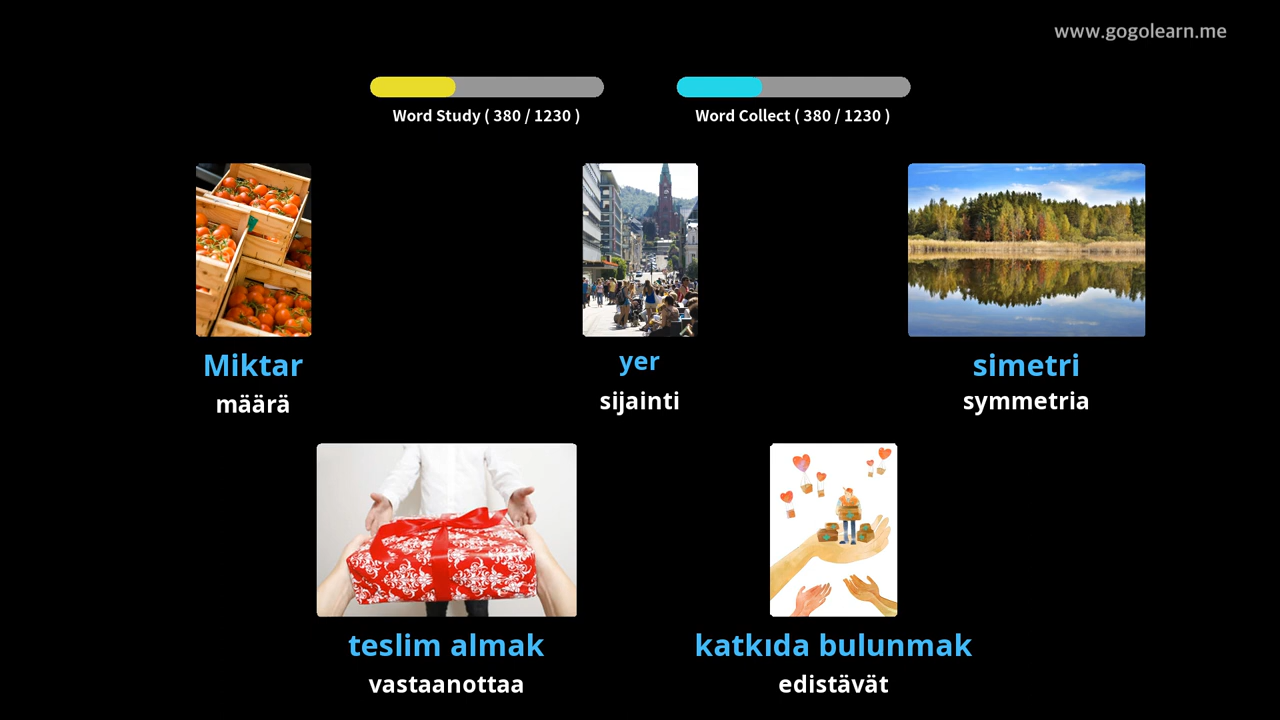 www.gogolearn.me
Word Study ( 380 / 1230 )
Word Collect ( 380 / 1230 )
Miktar
määrä
yer
sijainti
simetri
symmetria
teslim almak
vastaanottaa
katkıda bulunmak
edistävät